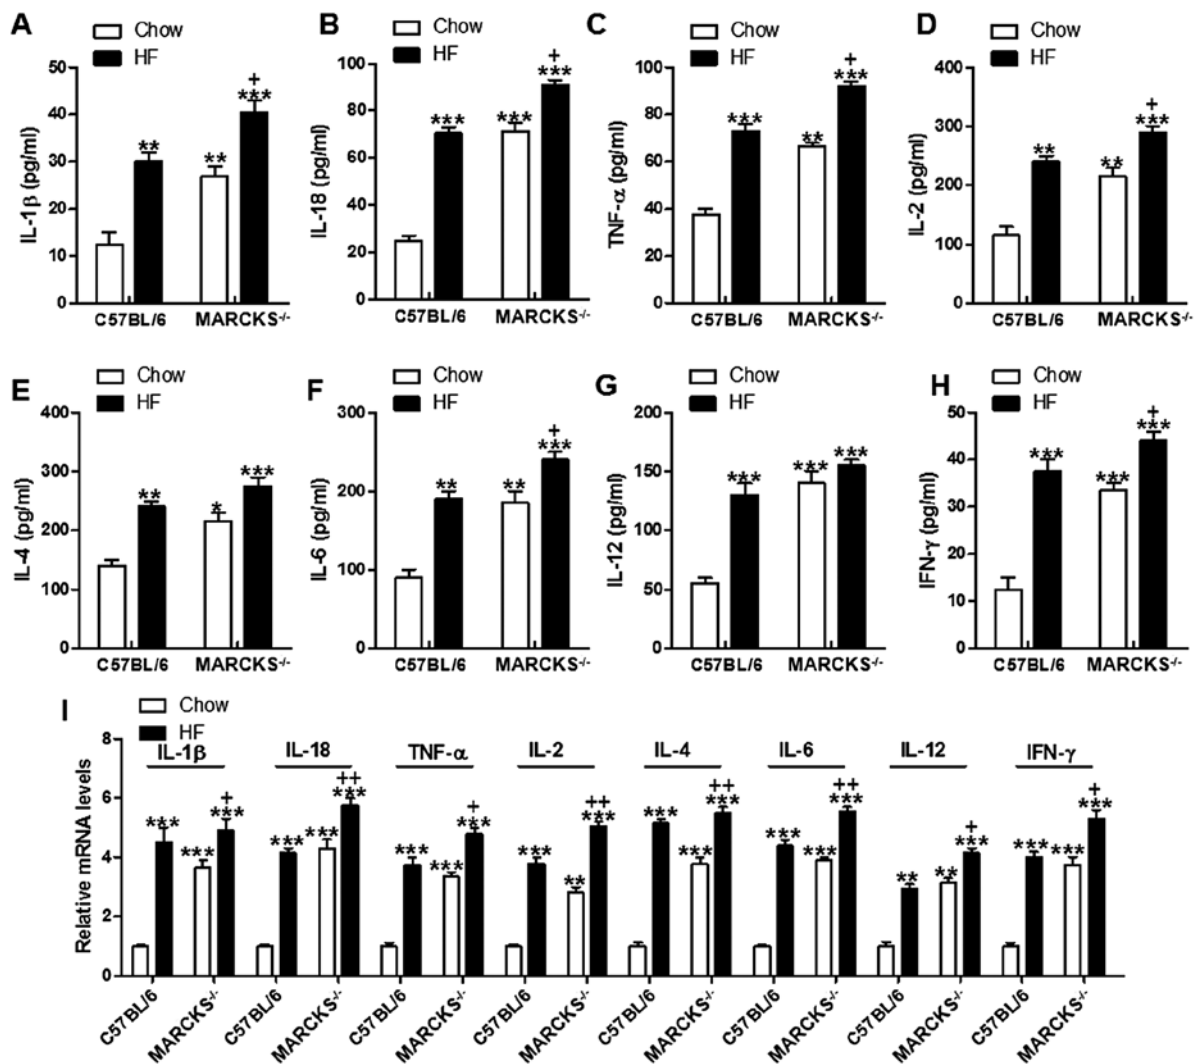 A
Chow
HF
IL-1β (pg/ml)
50
40
30
20
10
0
**
**
+
***
C57BL/6
MARCKS-/-
B
Chow
HF
IL-18 (pg/ml)
100
80
60
40
20
0
***
***
+
***
C57BL/6
MARCKS-/-
C
Chow
HF
TNF-α (pg/ml)
100
80
60
40
20
0
***
**
+
***
C57BL/6
MARCKS-/-
D
Chow
HF
IL-2 (pg/ml)
400
300
200
100
0
**
**
+
***
C57BL/6
MARCKS-/-
E
Chow
HF
IL-4 (pg/ml)
400
300
200
100
0
**
*
***
C57BL/6
MARCKS-/-
F
Chow
HF
IL-6 (pg/ml)
300
200
100
0
**
**
+
***
C57BL/6
MARCKS-/-
G
Chow
HF
IL-12 (pg/ml)
200
150
100
50
0
***
***
***
C57BL/6
MARCKS-/-
H
Chow
HF
IFN-γ (pg/ml)
50
40
30
20
10
0
***
***
+
***
C57BL/6
MARCKS-/-
I
Chow
HF
Relative mRNA levels
8
6
4
2
0
IL-1β
IL-18
TNF-α
IL-2
IL-4
IL-6
IL-12
IFN-γ
***
***
+
***
***
***
++
***
***
***
+
***
***
**
++
***
***
***
++
***
***
***
++
***
**
**
+
***
***
***
+
***
C57BL/6
MARCKS-/-
C57BL/6
MARCKS-/-
C57BL/6
MARCKS-/-
C57BL/6
MARCKS-/-
C57BL/6
MARCKS-/-
C57BL/6
MARCKS-/-
C57BL/6
MARCKS-/-
C57BL/6
MARCKS-/-